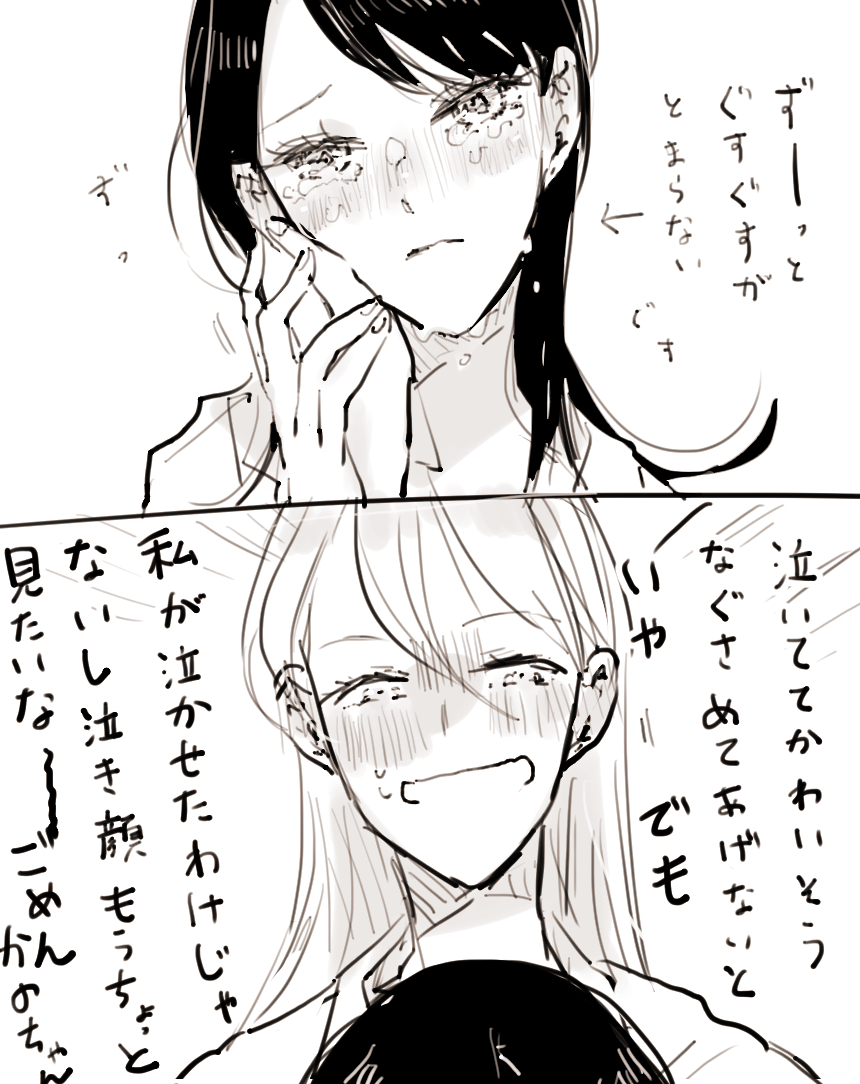 ずーっと
ぐすぐすが
とまらない
←
ぐす
ずっ
泣いててかわいそう
なぐさめてあげないと
いや
でも
私が泣かせたわけじゃ
ないし泣き顔もうちょっと
見たいなーごめん
かのちゃん